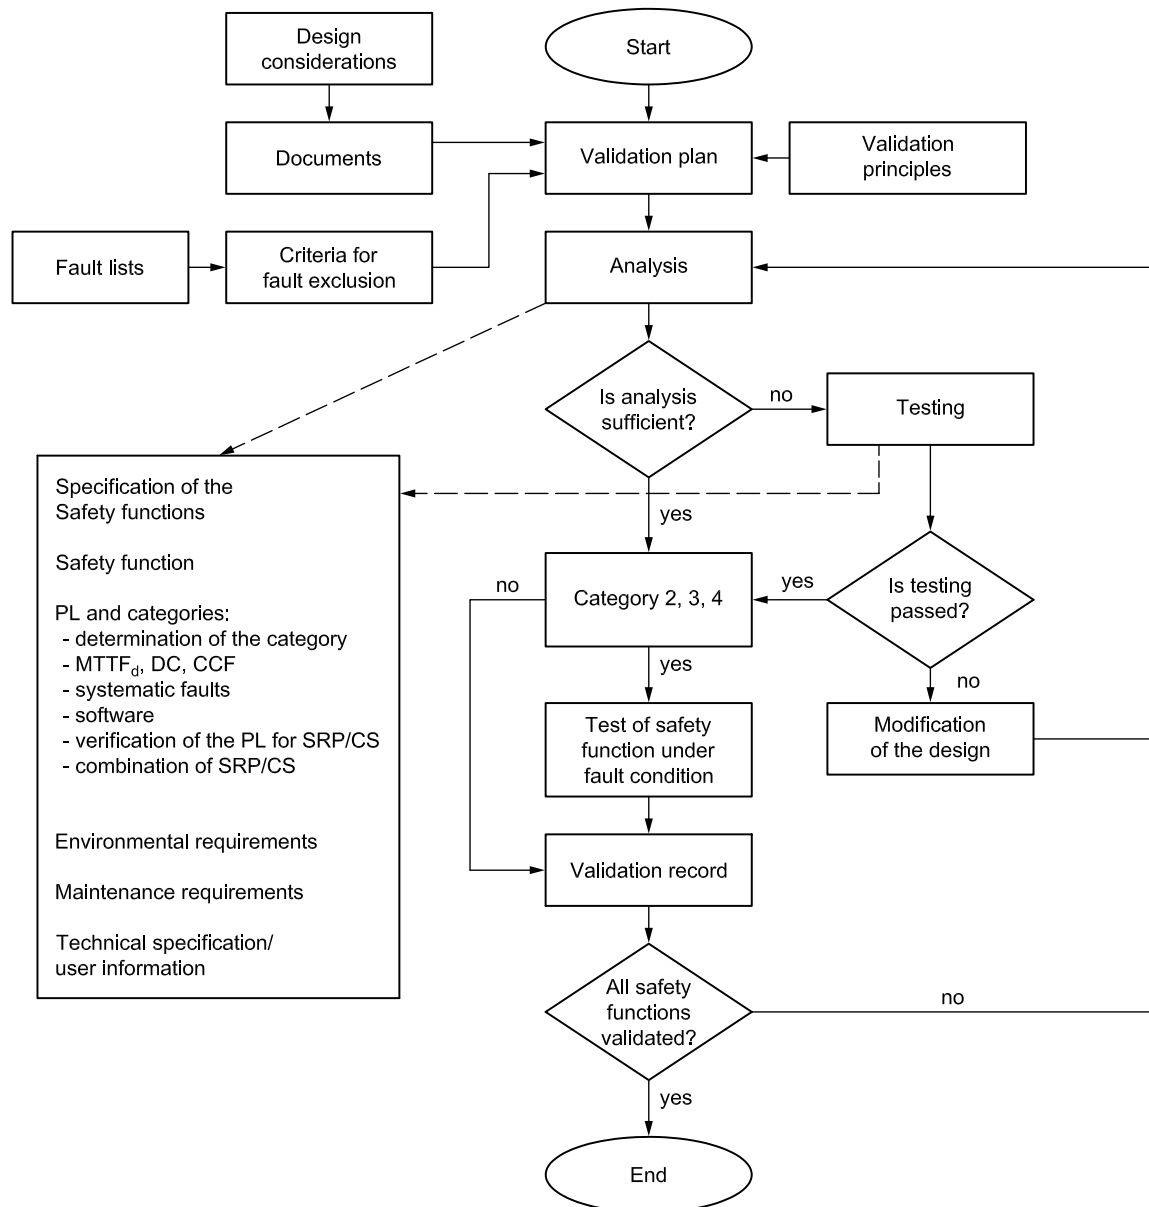 Design
considerations
Start
Documents
Validation plan
Validation
principles
Fault lists
Criteria for
fault exclusion
Analysis
Is analysis
sufficient?
no
Testing
yes
Specification of the
Safety functions
Safety function
PL and categories:
- determination of the category
- MTTFd, DC, CCF
- systematic faults
- software
- verification of the PL for SRP/CS
- combination of SRP/CS
Environmental requirements
Maintenance requirements
Technical specification/
user information
no
Category 2, 3, 4
yes
Is testing
passed?
yes
no
Test of safety
function under
fault condition
Modification
of the design
Validation record
All safety
functions
validated?
no
yes
End